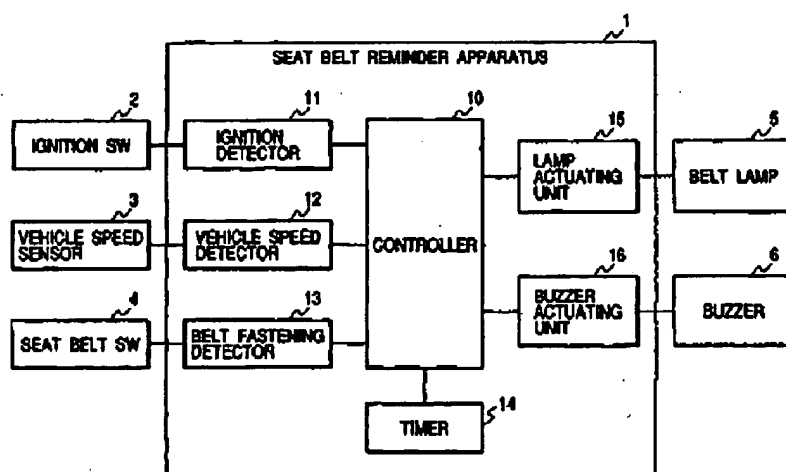 1
SEAT BELT REMINDER APPARATUS
2
IGNITION SW
11
IGNITION
DETECTOR
10
CONTROLLER
15
LAMP
ACTUATING
UNIT
5
BELT LAMP
3
VEHICLE SPEED
SENSOR
12
VEHICLE SPEED
DETECTOR
16
BUZZER
ACTUATING
UNIT
6
BUZZER
4
SEAT BELT SW
13
BELT FASTENING
DETECTOR
TIMER
14